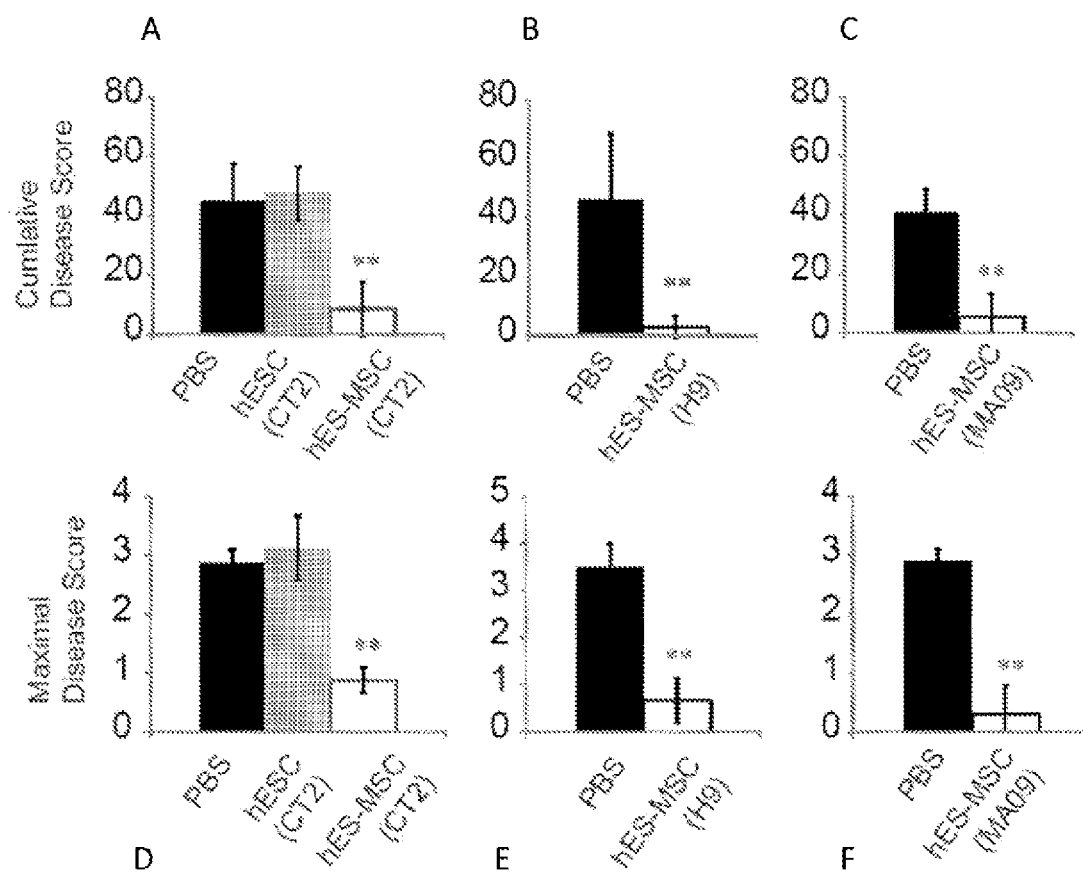 A
B
C
Cumlative
Disease Score
80
60
40
20
0
PBS
hESC
(CT2)
hES-MSC
(CT2)
**
80
60
40
20
0
PBS
hES-MSC
(H9)
**
80
60
40
20
0
PBS
hES-MSC
(MA09)
**
Maximal
Disease Score
4
3
2
1
0
PBS
hESC
(CT2)
hES-MSC
(CT2)
**
5
4
3
2
1
0
PBS
hES-MSC
(H9)
**
4
3
2
1
0
PBS
hES-MSC
(MA09)
**
D
E
F